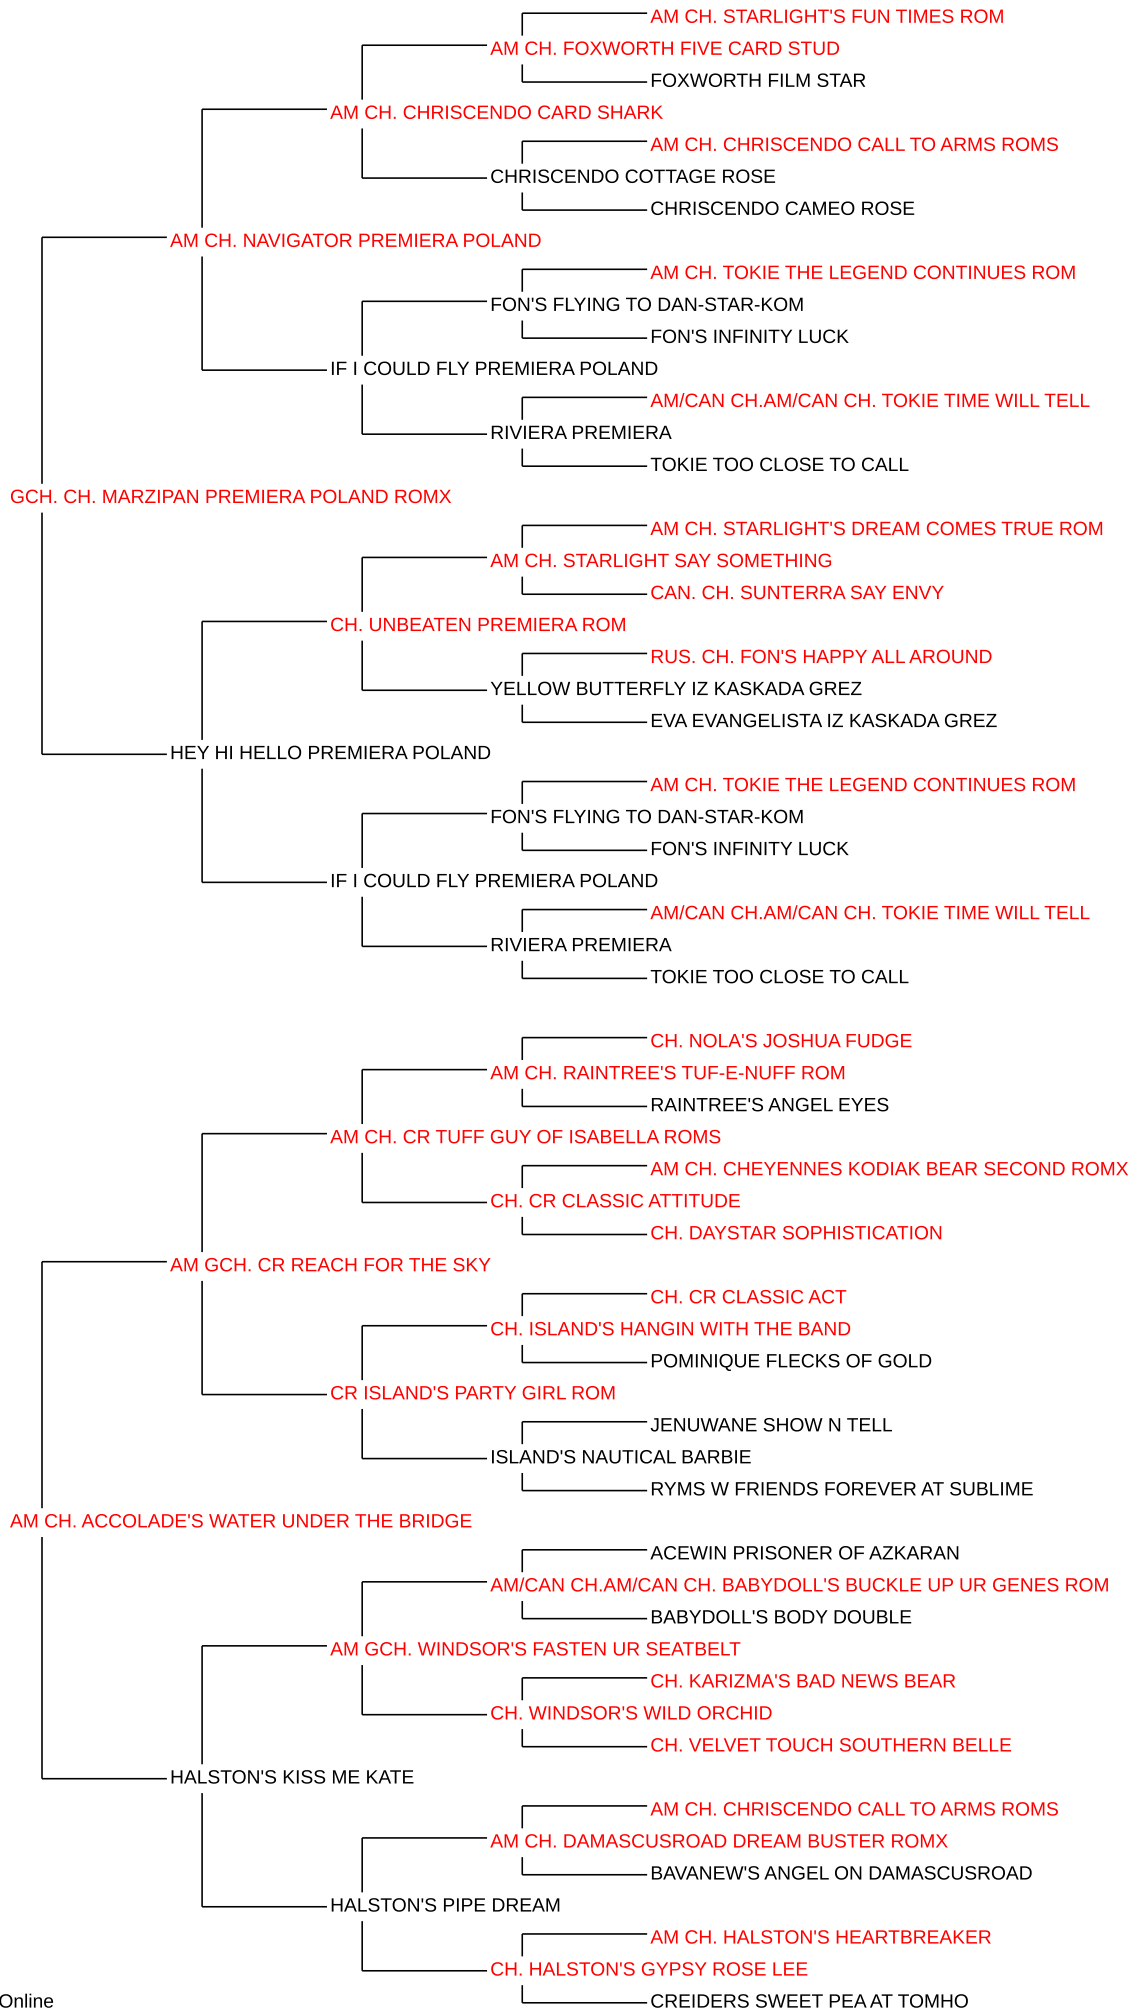 AM CH. STARLIGHT'S FUN TIMES ROM
AM CH. FOXWORTH FIVE CARD STUD
FOXWORTH FILM STAR
AM CH. CHRISCENDO CARD SHARK
AM CH. CHRISCENDO CALL TO ARMS ROMS
CHRISCENDO COTTAGE ROSE
CHRISCENDO CAMEO ROSE
AM CH. NAVIGATOR PREMIERA POLAND
AM CH. TOKIE THE LEGEND CONTINUES ROM
FON'S FLYING TO DAN-STAR-KOM
FON'S INFINITY LUCK
IF I COULD FLY PREMIERA POLAND
AM/CAN CH.AM/CAN CH. TOKIE TIME WILL TELL
RIVIERA PREMIERA
TOKIE TOO CLOSE TO CALL
GCH. CH. MARZIPAN PREMIERA POLAND ROMX
AM CH. STARLIGHT'S DREAM COMES TRUE ROM
AM CH. STARLIGHT SAY SOMETHING
CAN. CH. SUNTERRA SAY ENVY
CH. UNBEATEN PREMIERA ROM
RUS. CH. FON'S HAPPY ALL AROUND
YELLOW BUTTERFLY IZ KASKADA GREZ
EVA EVANGELISTA IZ KASKADA GREZ
HEY HI HELLO PREMIERA POLAND
AM CH. TOKIE THE LEGEND CONTINUES ROM
FON'S FLYING TO DAN-STAR-KOM
FON'S INFINITY LUCK
IF I COULD FLY PREMIERA POLAND
AM/CAN CH.AM/CAN CH. TOKIE TIME WILL TELL
RIVIERA PREMIERA
TOKIE TOO CLOSE TO CALL
CH. NOLA'S JOSHUA FUDGE
AM CH. RAINTREE'S TUF-E-NUFF ROM
RAINTREE'S ANGEL EYES
AM CH. CR TUFF GUY OF ISABELLA ROMS
AM CH. CHEYENNES KODIAK BEAR SECOND ROMX
CH. CR CLASSIC ATTITUDE
CH. DAYSTAR SOPHISTICATION
AM GCH. CR REACH FOR THE SKY
CH. CR CLASSIC ACT
CH. ISLAND'S HANGIN WITH THE BAND
POMINIQUE FLECKS OF GOLD
CR ISLAND'S PARTY GIRL ROM
JENUWANE SHOW N TELL
ISLAND'S NAUTICAL BARBIE
RYMS W FRIENDS FOREVER AT SUBLIME
AM CH. ACCOLADE'S WATER UNDER THE BRIDGE
ACEWIN PRISONER OF AZKARAN
AM/CAN CH.AM/CAN CH. BABYDOLL'S BUCKLE UP UR GENES ROM
BABYDOLL'S BODY DOUBLE
AM GCH. WINDSOR'S FASTEN UR SEATBELT
CH. KARIZMA'S BAD NEWS BEAR
CH. WINDSOR'S WILD ORCHID
CH. VELVET TOUCH SOUTHERN BELLE
HALSTON'S KISS ME KATE
AM CH. CHRISCENDO CALL TO ARMS ROMS
AM CH. DAMASCUSROAD DREAM BUSTER ROMX
BAVANEW'S ANGEL ON DAMASCUSROAD
HALSTON'S PIPE DREAM
AM CH. HALSTON'S HEARTBREAKER
CH. HALSTON'S GYPSY ROSE LEE
CREIDERS SWEET PEA AT TOMHO
Online